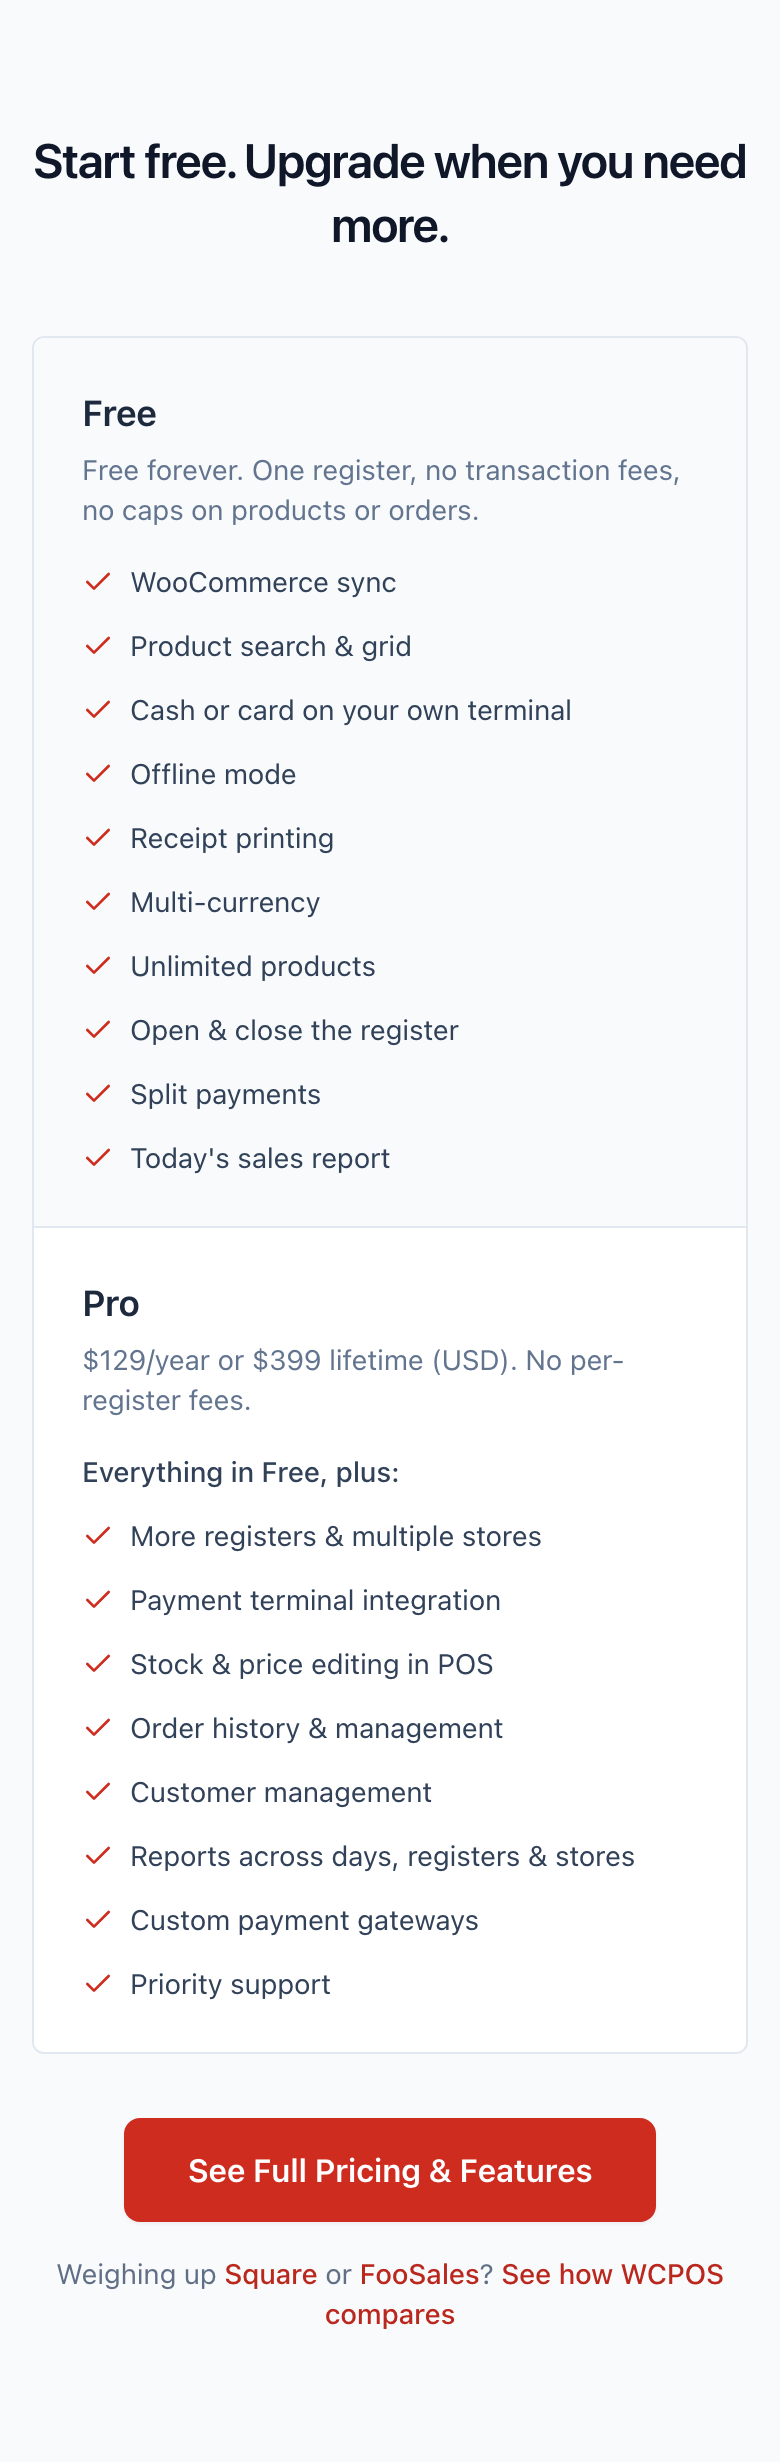 Start free. Upgrade when you need
more.
Free
Free forever. One register, no transaction fees,
no caps on products or orders.
WooCommerce sync
Product search & grid
Cash or card on your own terminal
Offline mode
Receipt printing
Multi-currency
Unlimited products
Open & close the register
Split payments
Today's sales report
Pro
$129/year or $399 lifetime (USD). No per-
register fees.
Everything in Free, plus:
More registers & multiple stores
Payment terminal integration
Stock & price editing in POS
Order history & management
Customer management
Reports across days, registers & stores
Custom payment gateways
Priority support
See Full Pricing & Features
Weighing up Square or FooSales? See how WCPOS
compares